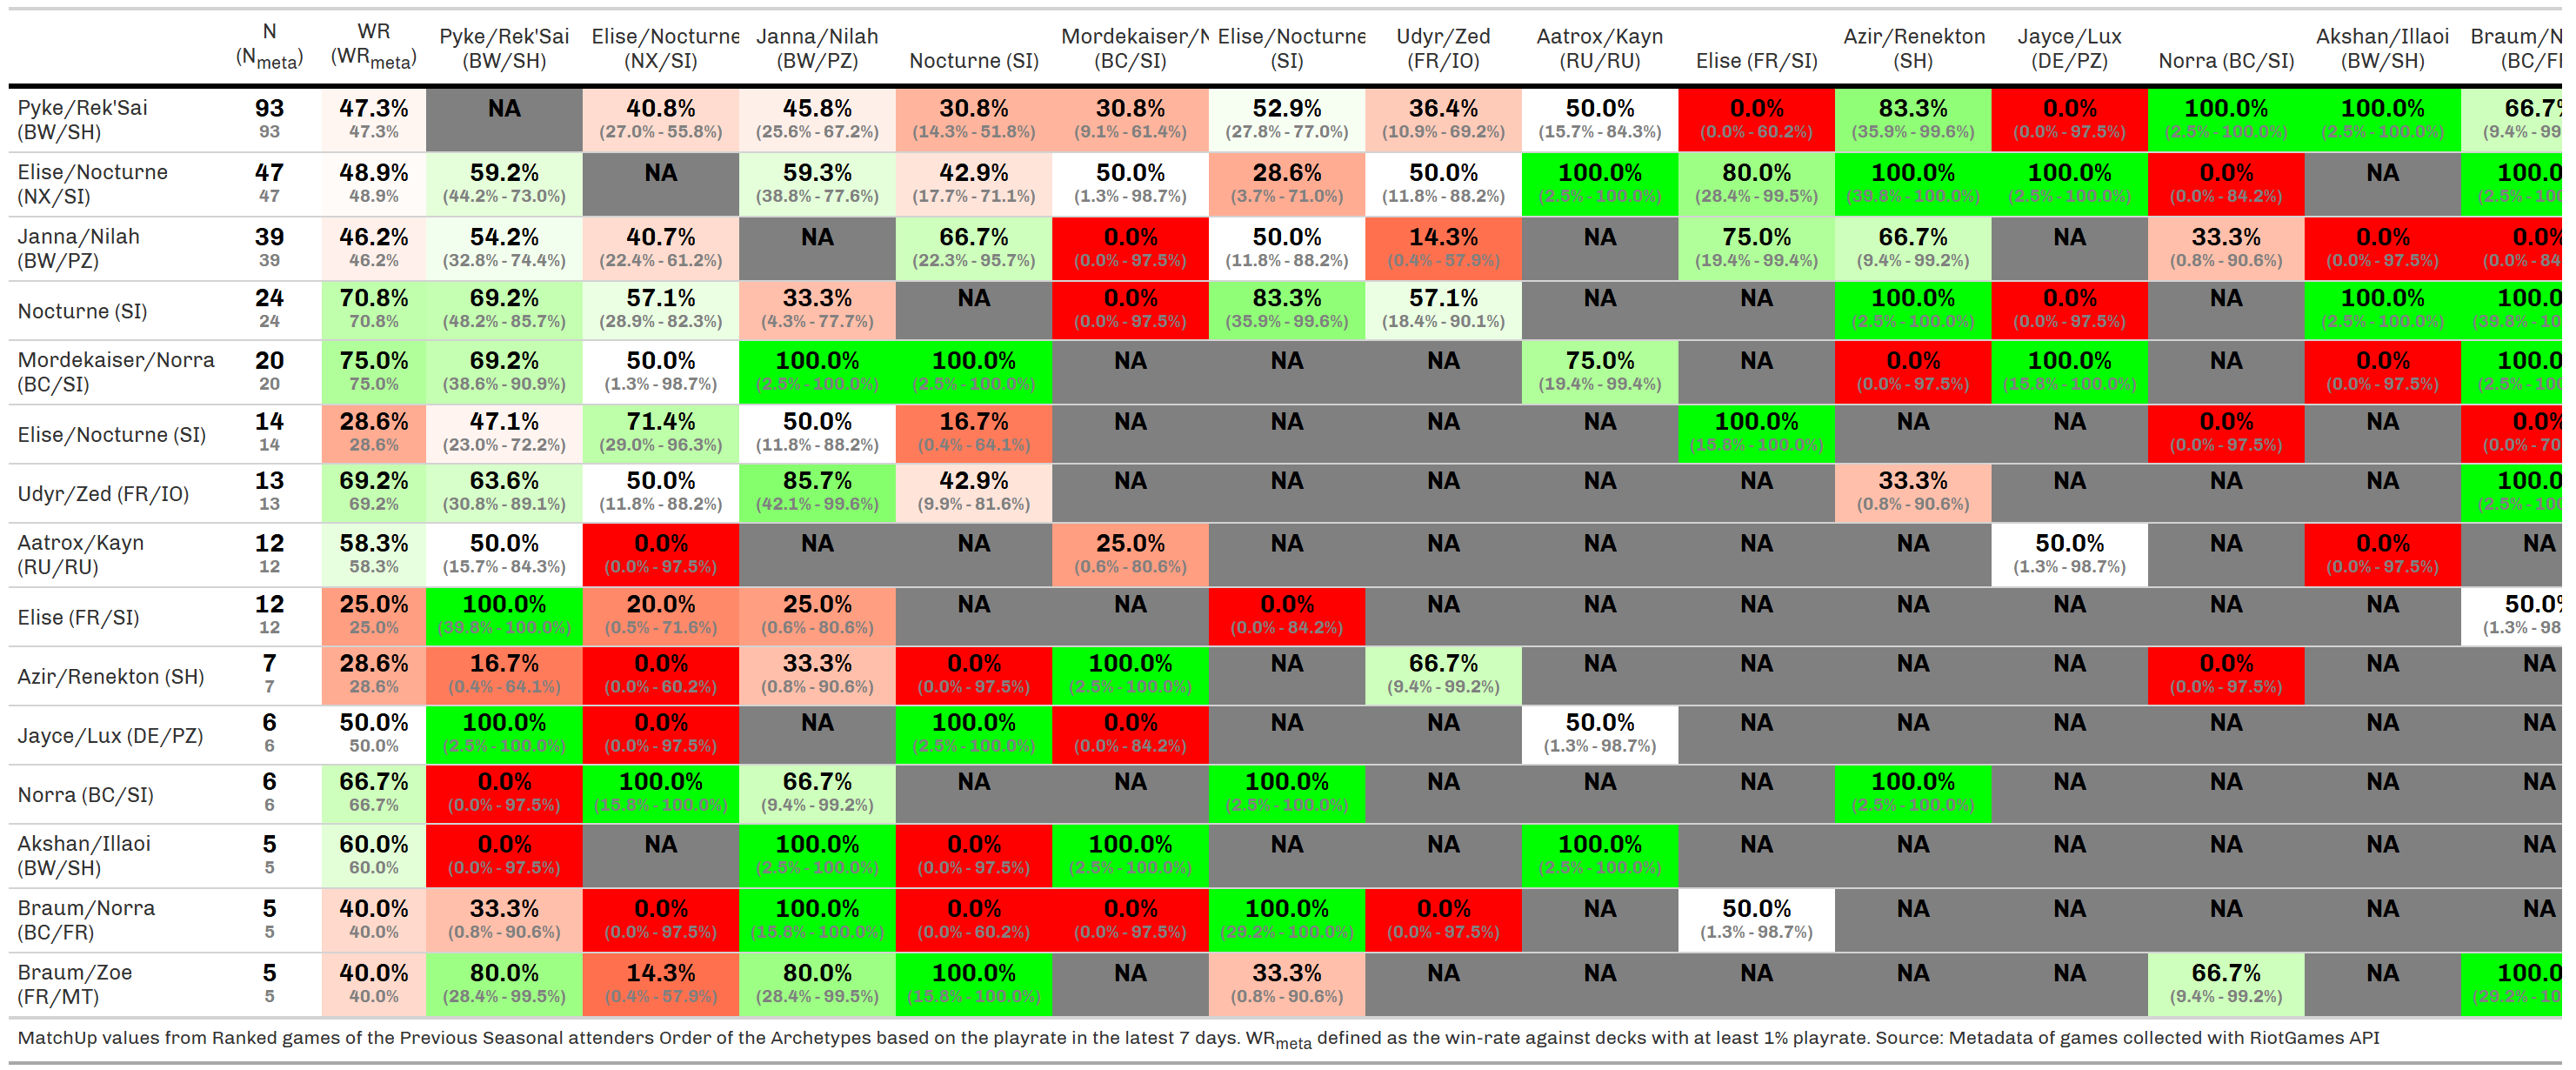 N WR Pyke/Rek'Sai Elise/Nocturne Janna/Nilah Nocturne (SI) Mordekaiser/N Elise/Nocturne Udyr/Zed Aatrox/Kayn Elise (FR/SI) Azir/Renekton Jayce/Lux Norra (BC/SI) Akshan/Illaoi Braum/N
(Nmeta) (WRmeta) (BW/SH) (NX/SI) (BW/PZ) (BC/SI) (SI) (FR/IO) (RU/RU) (SH) (DE/PZ) (BW/SH) (BC/F
Pyke/Rek'Sai 93 47.3% NA 40.8% 45.8% 30.8% 30.8% 52.9% 36.4% 50.0% 0.0% 83.3% 0.0% 100.0% 100.0% 66.7%
(BW/SH) 93 47.3% (27.0% - 55.8%) (25.6% - 67.2%) (14.3% - 51.8%) (9.1% - 61.4%) (27.8% - 77.0%) (10.9% - 69.2%) (15.7% - 84.3%) (0.0% - 60.2%) (35.9% - 99.6%) (0.0% - 97.5%) (2.5% - 100.0%) (2.5% - 100.0%) (9.4% - 99
Elise/Nocturne 47 48.9% 59.2% NA 59.3% 42.9% 50.0% 28.6% 50.0% 100.0% 80.0% 100.0% 100.0% 0.0% NA 100.0
(NX/SI) 47 48.9% (44.2% - 73.0%) (38.8% - 77.6%) (17.7% - 71.1%) (1.3% - 98.7%) (3.7% - 71.0%) (11.8% - 88.2%) (2.5% - 100.0%) (28.4% - 99.5%) (39.8% - 100.0%) (2.5% - 100.0%) (0.0% - 84.2%) (2.5% - 100
Janna/Nilah 39 46.2% 54.2% 40.7% NA 66.7% 0.0% 50.0% 14.3% NA 75.0% 66.7% NA 33.3% 0.0% 0.0%
(BW/PZ) 39 46.2% (32.8% - 74.4%) (22.4% - 61.2%) (22.3% - 95.7%) (0.0% - 97.5%) (11.8% - 88.2%) (0.4% - 57.9%) (19.4% - 99.4%) (9.4% - 99.2%) (0.8% - 90.6%) (0.0% - 97.5%) (0.0% - 84
Nocturne (SI) 24 70.8% 69.2% 57.1% 33.3% NA 0.0% 83.3% 57.1% NA NA 100.0% 0.0% NA 100.0% 100.0
24 70.8% (48.2% - 85.7%) (28.9% - 82.3%) (4.3% - 77.7%) (0.0% - 97.5%) (35.9% - 99.6%) (18.4% - 90.1%) (2.5% - 100.0%) (0.0% - 97.5%) (2.5% - 100.0%) (39.8% - 10
Mordekaiser/Norra 20 75.0% 69.2% 50.0% 100.0% 100.0% NA NA NA 75.0% NA 0.0% 100.0% NA 0.0% 100.0
(BC/SI) 20 75.0% (38.6% - 90.9%) (1.3% - 98.7%) (2.5% - 100.0%) (2.5% - 100.0%) (19.4% - 99.4%) (0.0% - 97.5%) (15.8% - 100.0%) (0.0% - 97.5%) (2.5% - 100
Elise/Nocturne (SI) 14 28.6% 47.1% 71.4% 50.0% 16.7% NA NA NA NA 100.0% NA NA 0.0% NA 0.0%
14 28.6% (23.0% - 72.2%) (29.0% - 96.3%) (11.8% - 88.2%) (0.4% - 64.1%) (15.8% - 100.0%) (0.0% - 97.5%) (0.0% - 70
Udyr/Zed (FR/IO) 13 69.2% 63.6% 50.0% 85.7% 42.9% NA NA NA NA NA 33.3% NA NA NA 100.0
13 69.2% (30.8% - 89.1%) (11.8% - 88.2%) (42.1% - 99.6%) (9.9% - 81.6%) (0.8% - 90.6%) (2.5% - 100
Aatrox/Kayn 12 58.3% 50.0% 0.0% NA NA 25.0% NA NA NA NA NA 50.0% NA 0.0% NA
(RU/RU) 12 58.3% (15.7% - 84.3%) (0.0% - 97.5%) (0.6% - 80.6%) (1.3% - 98.7%) (0.0% - 97.5%)
Elise (FR/SI) 12 25.0% 100.0% 20.0% 25.0% NA NA 0.0% NA NA NA NA NA NA NA 50.0%
12 25.0% (39.8% - 100.0%) (0.5% - 71.6%) (0.6% - 80.6%) (0.0% - 84.2%) (1.3% - 98
Azir/Renekton (SH) 7 28.6% 16.7% 0.0% 33.3% 0.0% 100.0% NA 66.7% NA NA NA NA 0.0% NA NA
7 28.6% (0.4% - 64.1%) (0.0% - 60.2%) (0.8% - 90.6%) (0.0% - 97.5%) (2.5% - 100.0%) (9.4% - 99.2%) (0.0% - 97.5%)
Jayce/Lux (DE/PZ) 6 50.0% 100.0% 0.0% NA 100.0% 0.0% NA NA 50.0% NA NA NA NA NA NA
6 50.0% (2.5% - 100.0%) (0.0% - 97.5%) (2.5% - 100.0%) (0.0% - 84.2%) (1.3% - 98.7%)
Norra (BC/SI) 6 66.7% 0.0% 100.0% 66.7% NA NA 100.0% NA NA NA 100.0% NA NA NA NA
6 66.7% (0.0% - 97.5%) (15.8% - 100.0%) (9.4% - 99.2%) (2.5% - 100.0%) (2.5% - 100.0%)
Akshan/Illaoi 5 60.0% 0.0% NA 100.0% 0.0% 100.0% NA NA 100.0% NA NA NA NA NA NA
(BW/SH) 5 60.0% (0.0% - 97.5%) (2.5% - 100.0%) (0.0% - 97.5%) (2.5% - 100.0%) (2.5% - 100.0%)
Braum/Norra 5 40.0% 33.3% 0.0% 100.0% 0.0% 0.0% 100.0% 0.0% NA 50.0% NA NA NA NA NA
(BC/FR) 5 40.0% (0.8% - 90.6%) (0.0% - 97.5%) (15.8% - 100.0%) (0.0% - 60.2%) (0.0% - 97.5%) (29.2% - 100.0%) (0.0% - 97.5%) (1.3% - 98.7%)
Braum/Zoe 5 40.0% 80.0% 14.3% 80.0% 100.0% NA 33.3% NA NA NA NA NA 66.7% NA 100.0
(FR/MT) 5 40.0% (28.4% - 99.5%) (0.4% - 57.9%) (28.4% - 99.5%) (15.8% - 100.0%) (0.8% - 90.6%) (9.4% - 99.2%) (29.2% - 10
MatchUp values from Ranked games of the Previous Seasonal attenders Order of the Archetypes based on the playrate in the latest 7 days. WRmeta defined as the win-rate against decks with at least 1% playrate. Source: Metadata of games collected with RiotGames API